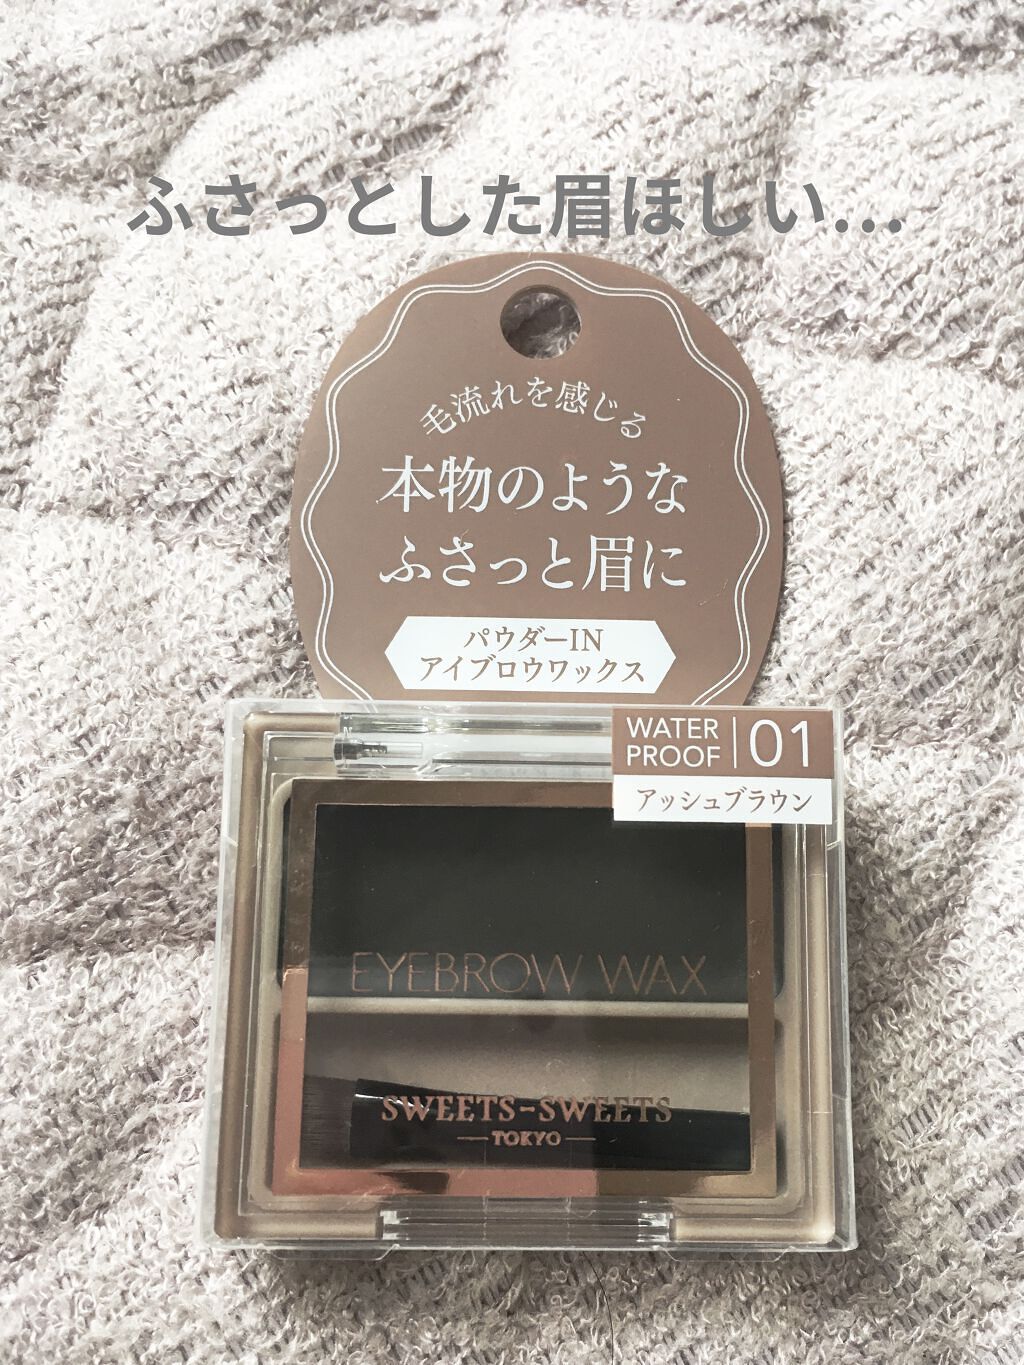 ふさっとした眉ほしい...
毛流れを感じる
本物のような
ふさっと眉に
パウダーIN
アイブロウワックス
WATER
PROOF
01
アッシュブラウン
EYEBROW WAX
SWEETS-SWEETS
TOKYO